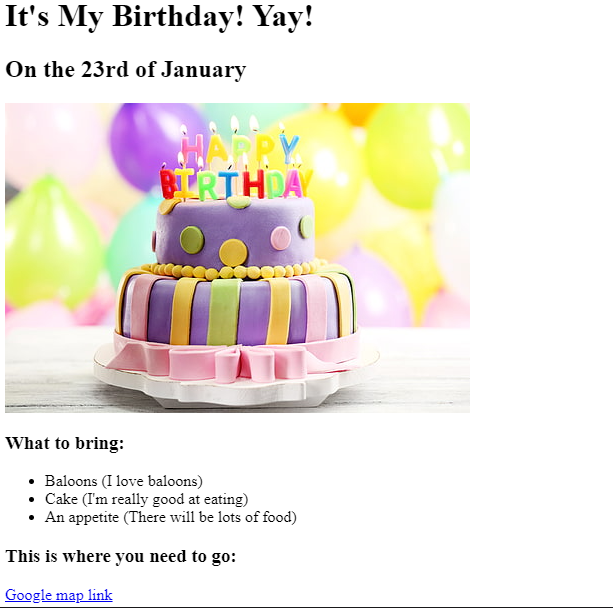 It's My Birthday! Yay!
On the 23rd of January
HAPPY
BIRTHDAY
What to bring:
Baloons (I love baloons)
Cake (I'm really good at eating)
An appetite (There will be lots of food)
This is where you need to go:
Google map link